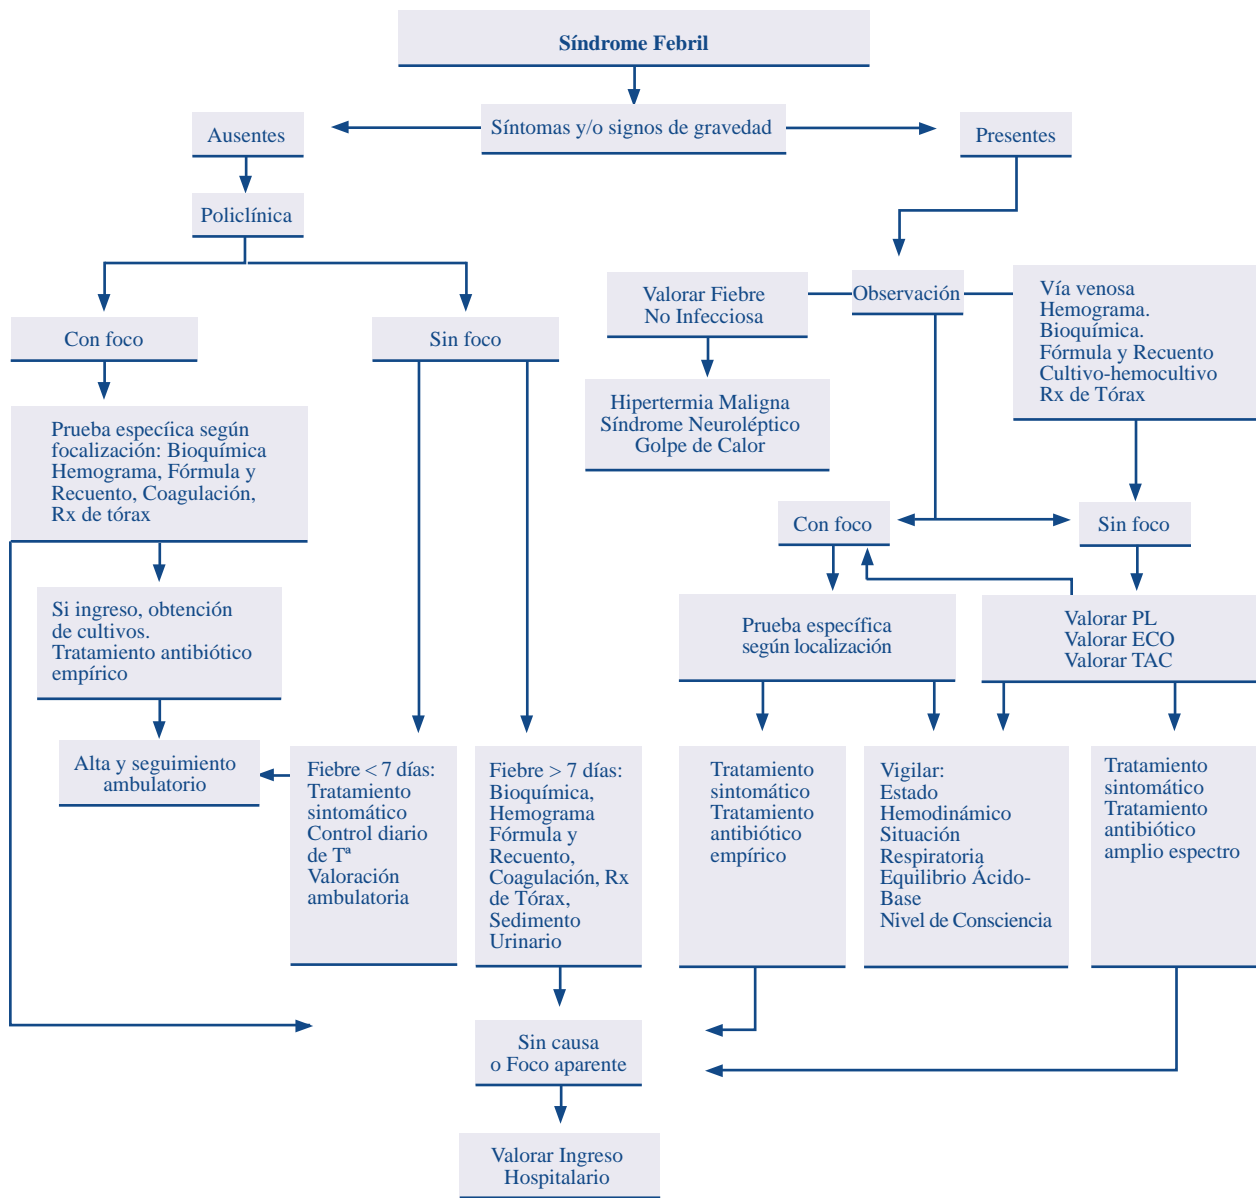 Síndrome Febril
Síntomas y/o signos de gravedad
Ausentes
Presentes
Policlínica
Con foco
Sin foco
Valorar Fiebre
No Infecciosa
Observación
Vía venosa
Hemograma.
Bioquímica.
Fórmula y Recuento
Cultivo-hemocultivo
Rx de Tórax
Hipertermia Maligna
Síndrome Neuroléptico
Golpe de Calor
Prueba especíica según
focalización: Bioquímica
Hemograma, Fórmula y
Recuento, Coagulación,
Rx de tórax
Con foco
Sin foco
Si ingreso, obtención
de cultivos.
Tratamiento antibiótico
empírico
Prueba específica
según localización
Valorar PL
Valorar ECO
Valorar TAC
Alta y seguimiento
ambulatorio
Fiebre < 7 días:
Tratamiento
sintomático
Control diario
de Tª
Valoración
ambulatoria
Fiebre > 7 días:
Bioquímica,
Hemograma
Fórmula y
Recuento,
Coagulación, Rx
de Tórax,
Sedimento
Urinario
Tratamiento
sintomático
Tratamiento
antibiótico
empírico
Vigilar:
Estado
Hemodinámico
Situación
Respiratoria
Equilibrio Ácido-
Base
Nivel de Consciencia
Tratamiento
sintomático
Tratamiento
antibiótico
amplio espectro
Sin causa
o Foco aparente
Valorar Ingreso
Hospitalario